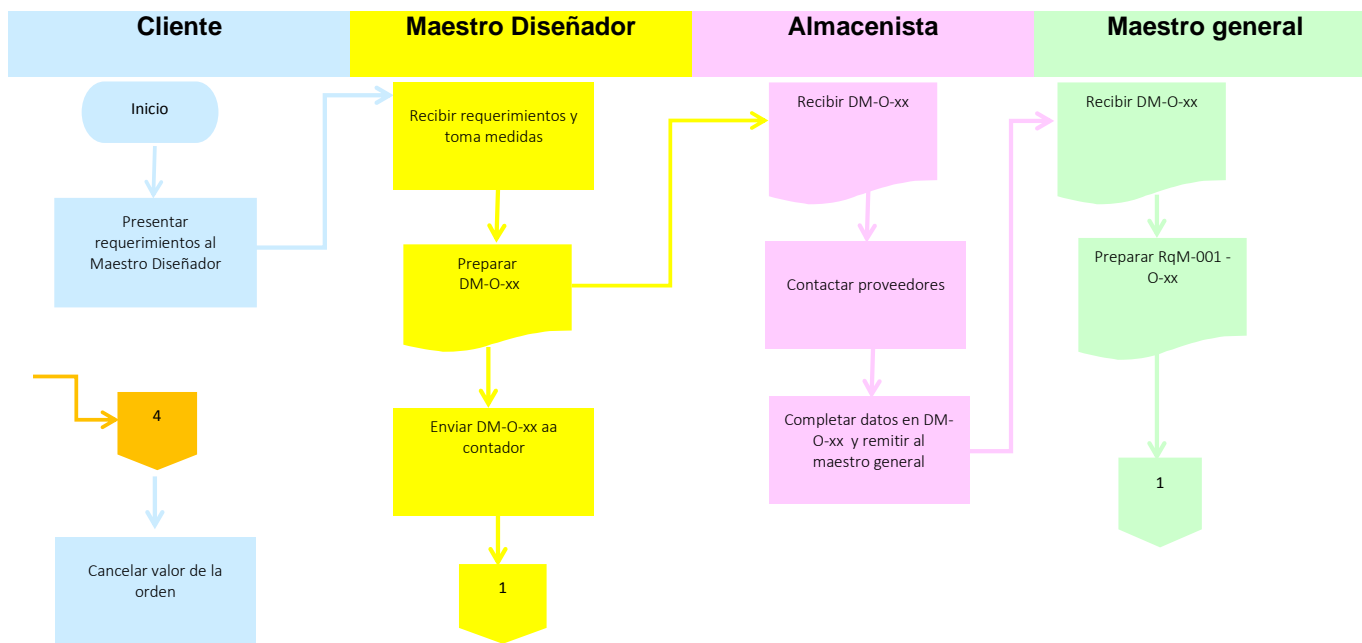 Cliente
Maestro Diseñador
Almacenista
Maestro general
Inicio
Presentar
requerimientos al
Maestro Diseñador
4
Cancelar valor de la
orden
Recibir requerimientos y
toma medidas
Preparar
DM-O-xx
Enviar DM-O-xx aa
contador
1
Recibir DM-O-xx
Contactar proveedores
Completar datos en DM-
O-xx y remitir al
maestro general
Recibir DM-O-xx
Preparar RqM-001 -
O-xx
1